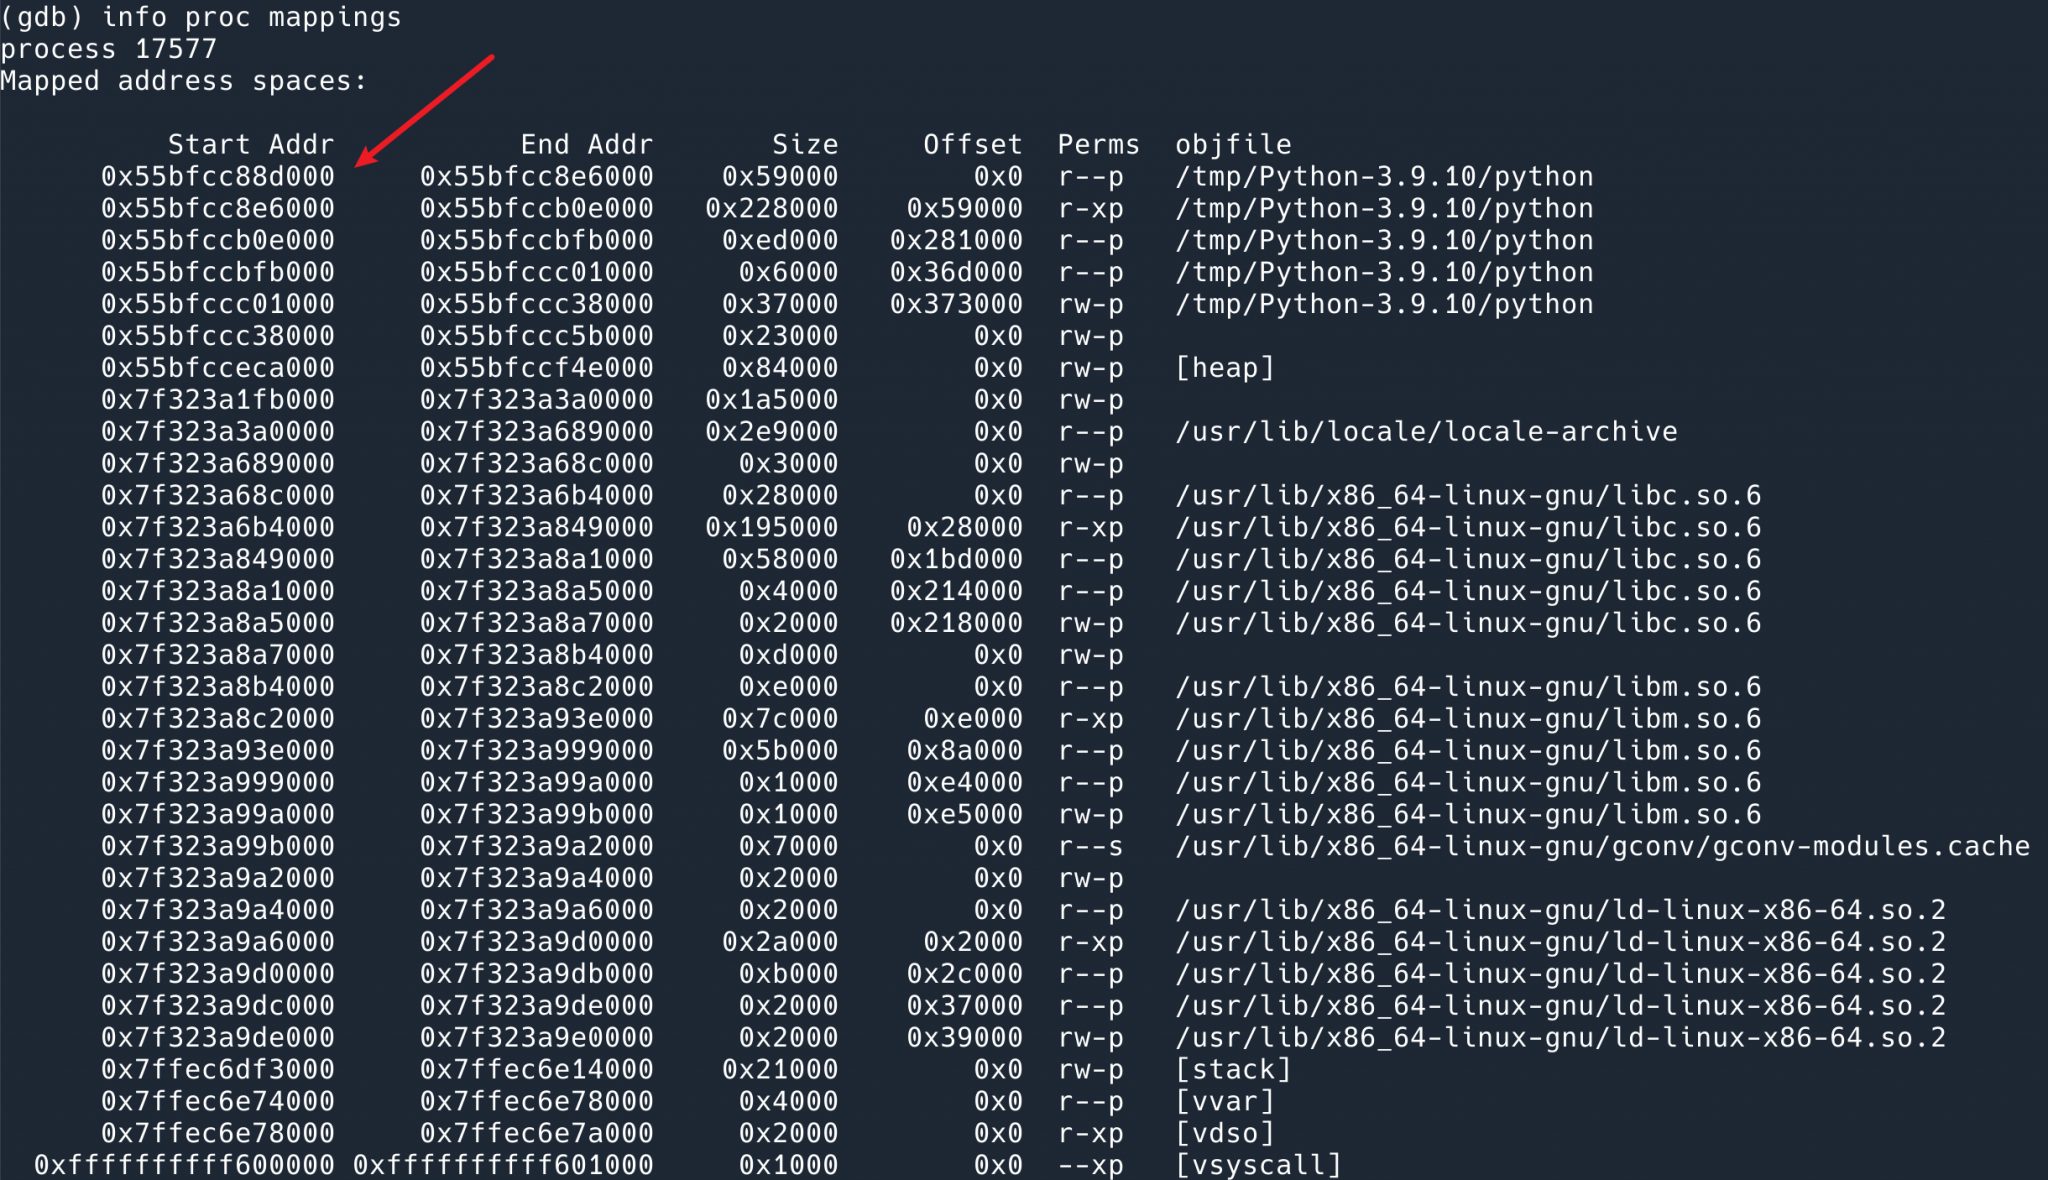 (gdb) info proc mappings
process 17577
Mapped address spaces:
Start Addr End Addr Size Offset Perms objfile
0x55bfcc88d000 0x55bfcc8e6000 0x59000 0x0 r--p /tmp/Python-3.9.10/python
0x55bfcc8e6000 0x55bfccb0e000 0x228000 0x59000 r-xp /tmp/Python-3.9.10/python
0x55bfccb0e000 0x55bfccbfb000 0xed000 0x281000 r--p /tmp/Python-3.9.10/python
0x55bfccbfb000 0x55bfccc01000 0x6000 0x36d000 r--p /tmp/Python-3.9.10/python
0x55bfccc01000 0x55bfccc38000 0x37000 0x373000 rw-p /tmp/Python-3.9.10/python
0x55bfccc38000 0x55bfccc5b000 0x23000 0x0 rw-p
0x55bfcceca000 0x55bfccf4e000 0x84000 0x0 rw-p [heap]
0x7f323a1fb000 0x7f323a3a0000 0x1a5000 0x0 rw-p
0x7f323a3a0000 0x7f323a689000 0x2e9000 0x0 r--p /usr/lib/locale/locale-archive
0x7f323a689000 0x7f323a68c000 0x3000 0x0 rw-p
0x7f323a68c000 0x7f323a6b4000 0x28000 0x0 r--p /usr/lib/x86_64-linux-gnu/libc.so.6
0x7f323a6b4000 0x7f323a849000 0x195000 0x28000 r-xp /usr/lib/x86_64-linux-gnu/libc.so.6
0x7f323a849000 0x7f323a8a1000 0x58000 0x1bd000 r--p /usr/lib/x86_64-linux-gnu/libc.so.6
0x7f323a8a1000 0x7f323a8a5000 0x4000 0x214000 r--p /usr/lib/x86_64-linux-gnu/libc.so.6
0x7f323a8a5000 0x7f323a8a7000 0x2000 0x218000 rw-p /usr/lib/x86_64-linux-gnu/libc.so.6
0x7f323a8a7000 0x7f323a8b4000 0xd000 0x0 rw-p
0x7f323a8b4000 0x7f323a8c2000 0xe000 0x0 r--p /usr/lib/x86_64-linux-gnu/libm.so.6
0x7f323a8c2000 0x7f323a93e000 0x7c000 0xe000 r-xp /usr/lib/x86_64-linux-gnu/libm.so.6
0x7f323a93e000 0x7f323a999000 0x5b000 0x8a000 r--p /usr/lib/x86_64-linux-gnu/libm.so.6
0x7f323a999000 0x7f323a99a000 0x1000 0xe4000 r--p /usr/lib/x86_64-linux-gnu/libm.so.6
0x7f323a99a000 0x7f323a99b000 0x1000 0xe5000 rw-p /usr/lib/x86_64-linux-gnu/libm.so.6
0x7f323a99b000 0x7f323a9a2000 0x7000 0x0 r--s /usr/lib/x86_64-linux-gnu/gconv/gconv-modules.cache
0x7f323a9a2000 0x7f323a9a4000 0x2000 0x0 rw-p
0x7f323a9a4000 0x7f323a9a6000 0x2000 0x0 r--p /usr/lib/x86_64-linux-gnu/ld-linux-x86-64.so.2
0x7f323a9a6000 0x7f323a9d0000 0x2a000 0x2000 r-xp /usr/lib/x86_64-linux-gnu/ld-linux-x86-64.so.2
0x7f323a9d0000 0x7f323a9db000 0xb000 0x2c000 r--p /usr/lib/x86_64-linux-gnu/ld-linux-x86-64.so.2
0x7f323a9dc000 0x7f323a9de000 0x2000 0x37000 r--p /usr/lib/x86_64-linux-gnu/ld-linux-x86-64.so.2
0x7f323a9de000 0x7f323a9e0000 0x2000 0x39000 rw-p /usr/lib/x86_64-linux-gnu/ld-linux-x86-64.so.2
0x7ffec6df3000 0x7ffec6e14000 0x21000 0x0 rw-p [stack]
0x7ffec6e74000 0x7ffec6e78000 0x4000 0x0 r--p [vvar]
0x7ffec6e78000 0x7ffec6e7a000 0x2000 0x0 r-xp [vdso]
0xffffffffff600000 0xffffffffff601000 0x1000 0x0 --xp [vsyscall]